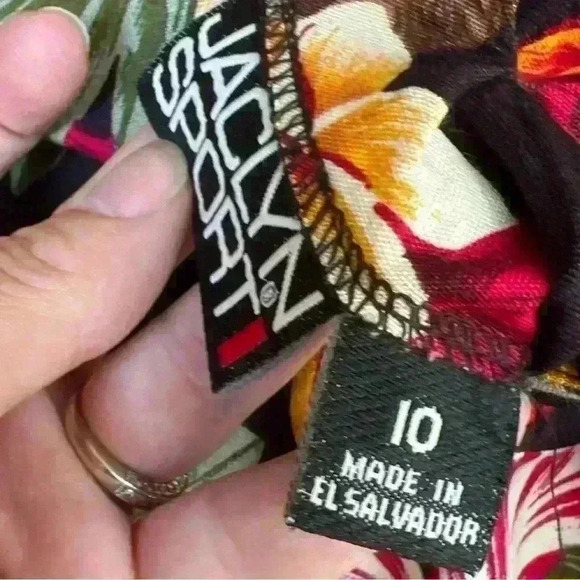 JACLYN
SPORT®
10
MADE IN
EL SALVADOR